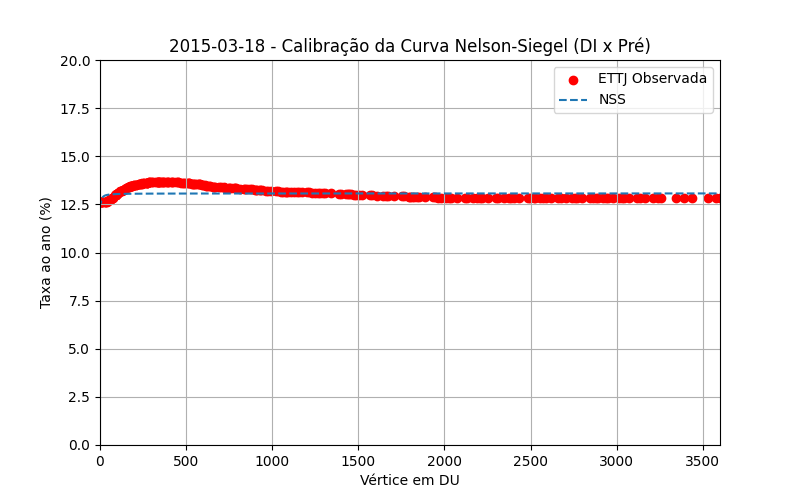 2015-03-18 - Calibração da Curva Nelson-Siegel (DI x Pré)
20.0
17.5
15.0
12.5
10.0
7.5
5.0
2.5
0.0
Taxa ao ano (%)
ETTJ Observada
NSS
0 500 1000 1500 2000 2500 3000 3500
Vértice em DU